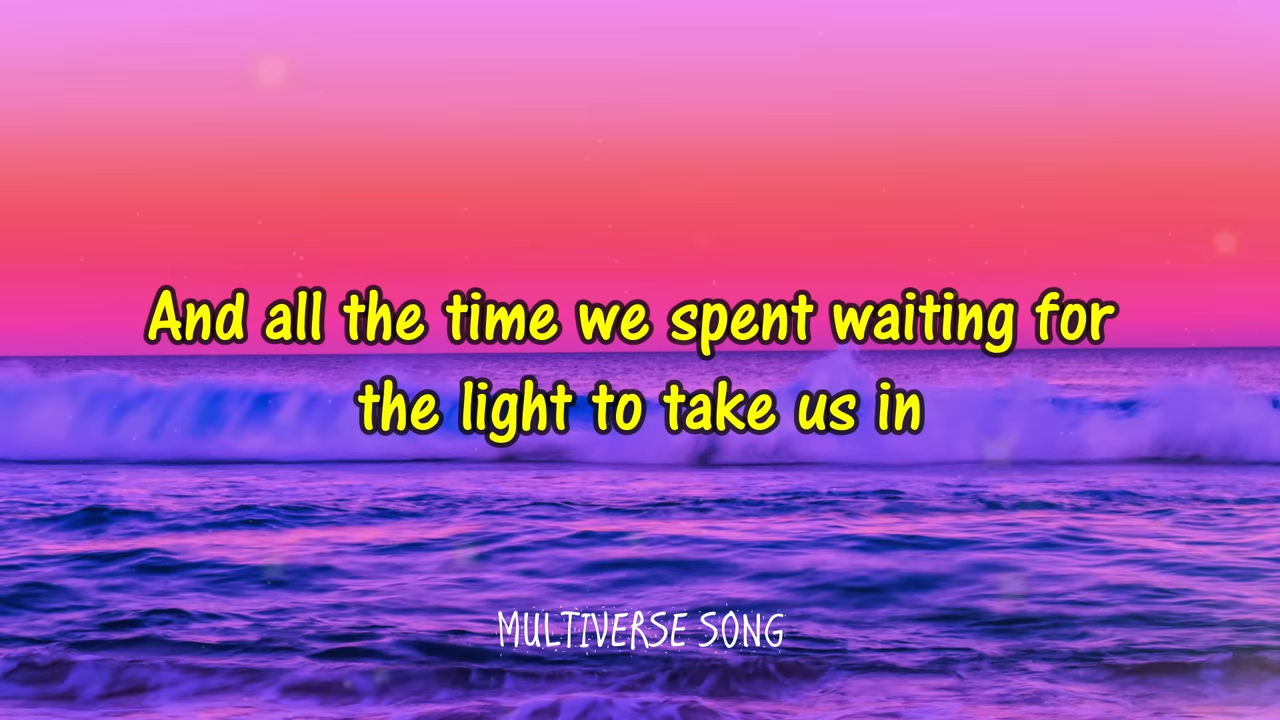 And all the time we spent waiting for
the light to take us in
MULTIVERSE SONG